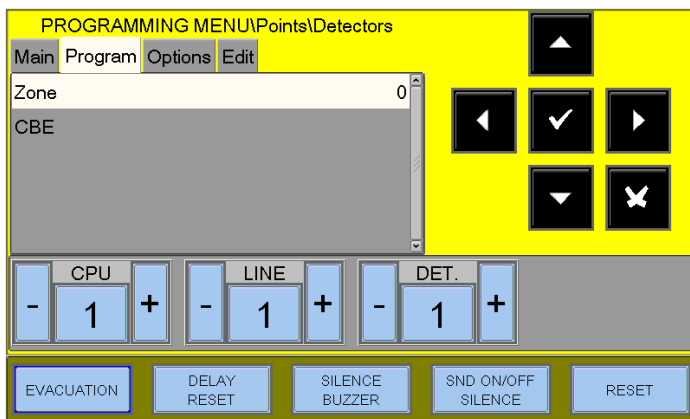 PROGRAMMING MENU\Points\Detectors
Main Program Options Edit
Zone 0
CBE
CPU LINE DET.
- 1 + - 1 + - 1 +
EVACUATION DELAY RESET SILENCE BUZZER SND ON/OFF SILENCE RESET